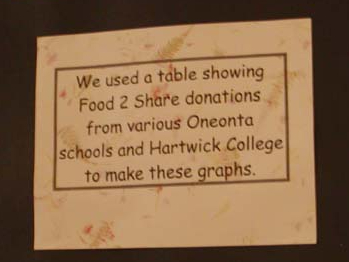 We used a table showing
Food 2 Share donations
from various Oneonta
schools and Hartwick College
to make these graphs.